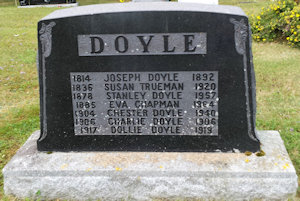 DOYLE
1814 JOSEPH DOYLE 1892
1836 SUSAN TRUEMAN 1920
1878 STANLEY DOYLE 1957
1885 EVA CHAPMAN 1964
1904 CHESTER DOYLE 1940
1906 CHARLIE DOYLE 1906
1917 DOLLIE DOYLE 1919